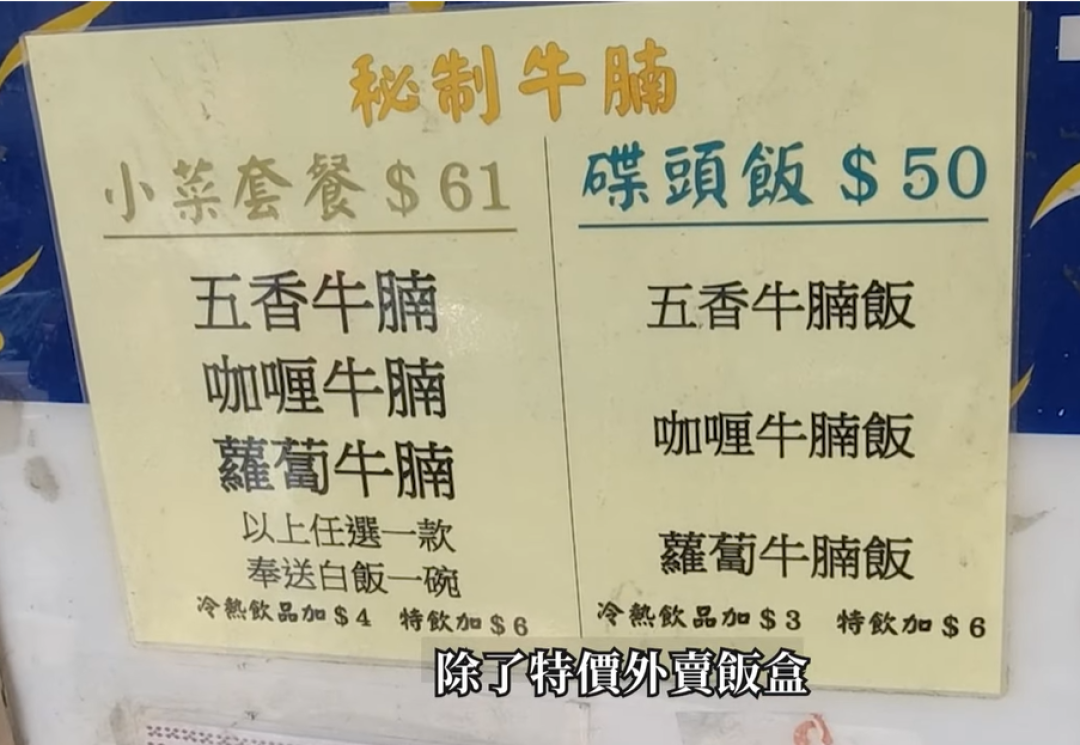 秘制牛腩
小菜套餐$61
五香牛腩
咖喱牛腩
蘿蔔牛腩
以上任選一款
奉送白飯一碗
冷熱飲品加$4 特飲加$6
碟頭飯$50
五香牛腩飯
咖喱牛腩飯
蘿蔔牛腩飯
冷熱飲品加$3 特飲加$6
除了特價外賣飯盒